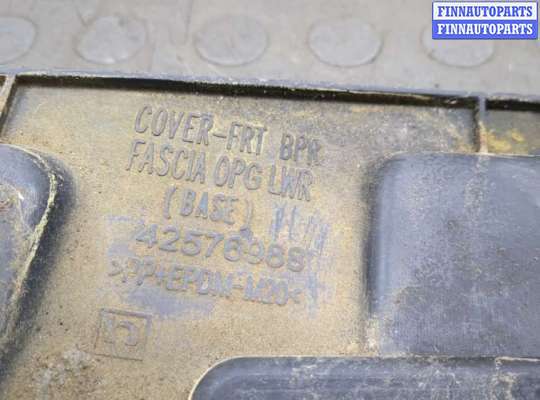 FINNAUTOPARTS
FINNAUTOPARTS
COVER-FRT BPR
FASCIA OPG LWR
(BASE)
42576988
>PP+EPDM-M20<